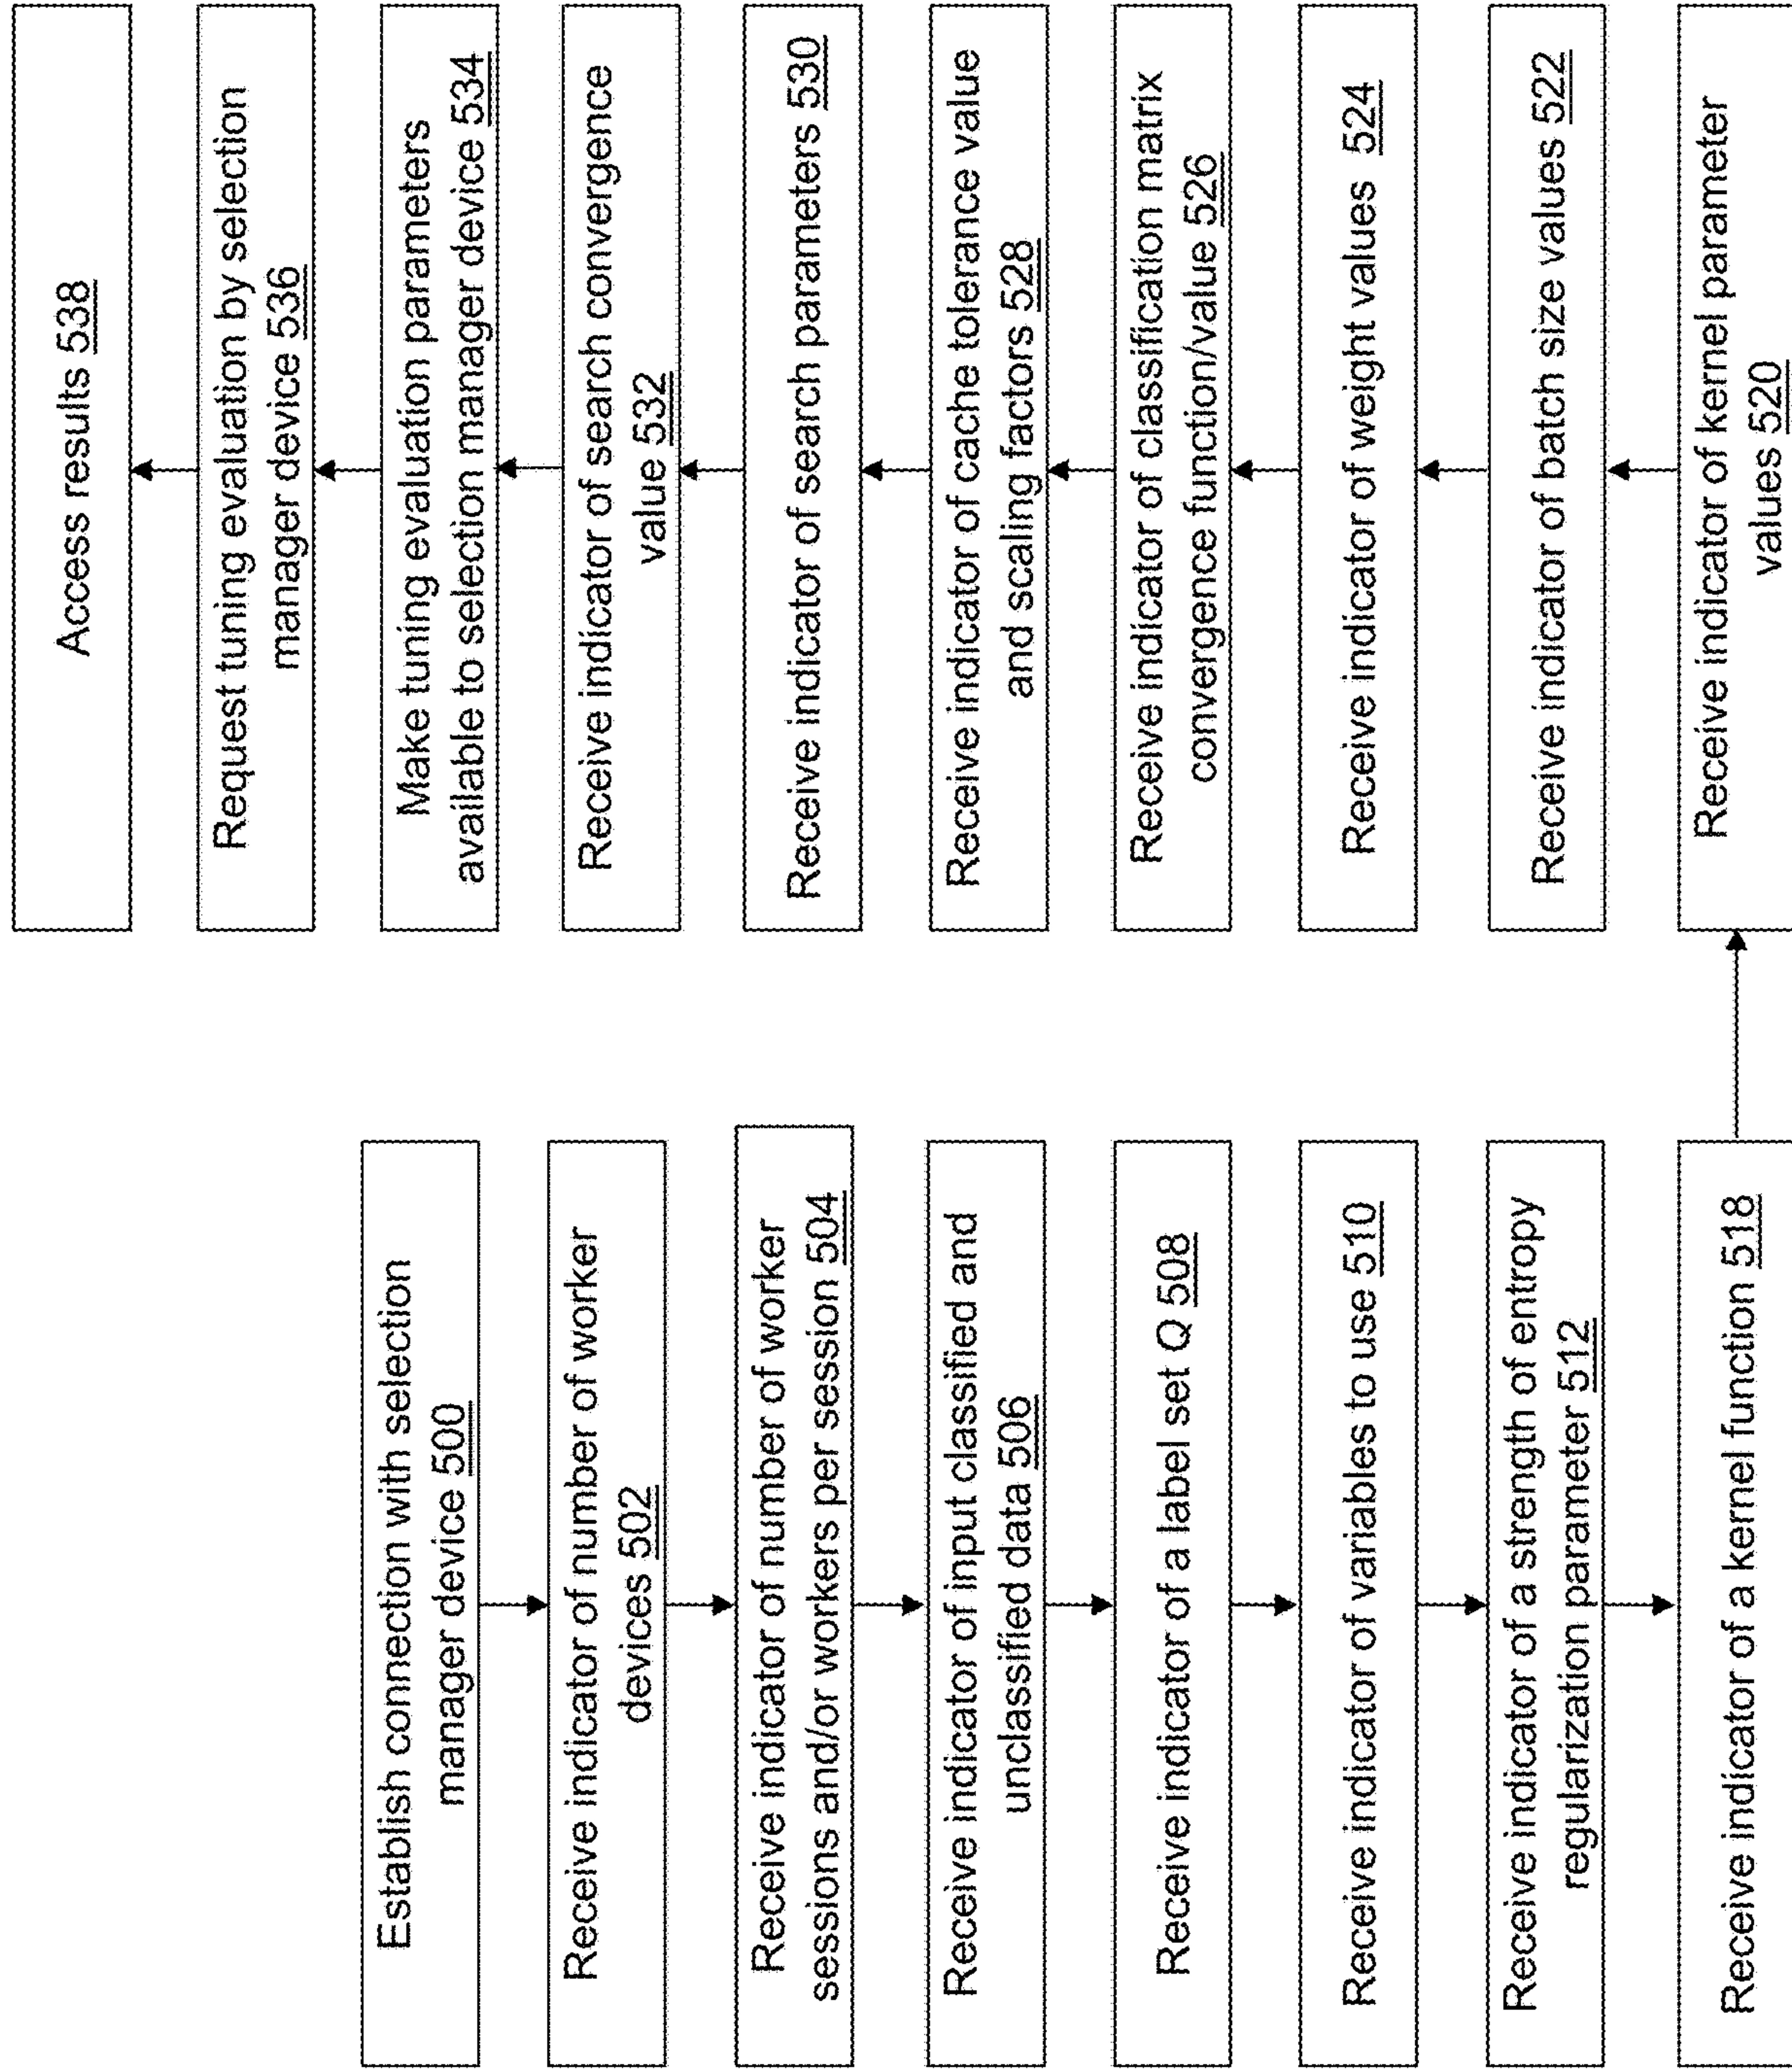 Establish connection with selection
manager device 500
Receive indicator of number of worker
devices 502
Receive indicator of number of worker
sessions and/or workers per session 504
Receive indicator of input classified and
unclassified data 506
Receive indicator of a label set Q 508
Receive indicator of variables to use 510
Receive indicator of a strength of entropy
regularization parameter 512
Receive indicator of a kernel function 518
Receive indicator of kernel parameter
values 520
Receive indicator of batch size values 522
Receive indicator of weight values 524
Receive indicator of classification matrix
convergence function/value 526
Receive indicator of cache tolerance value
and scaling factors 528
Receive indicator of search parameters 530
Receive indicator of search convergence
value 532
Make tuning evaluation parameters
available to selection manager device 534
Request tuning evaluation by selection
manager device 536
Access results 538